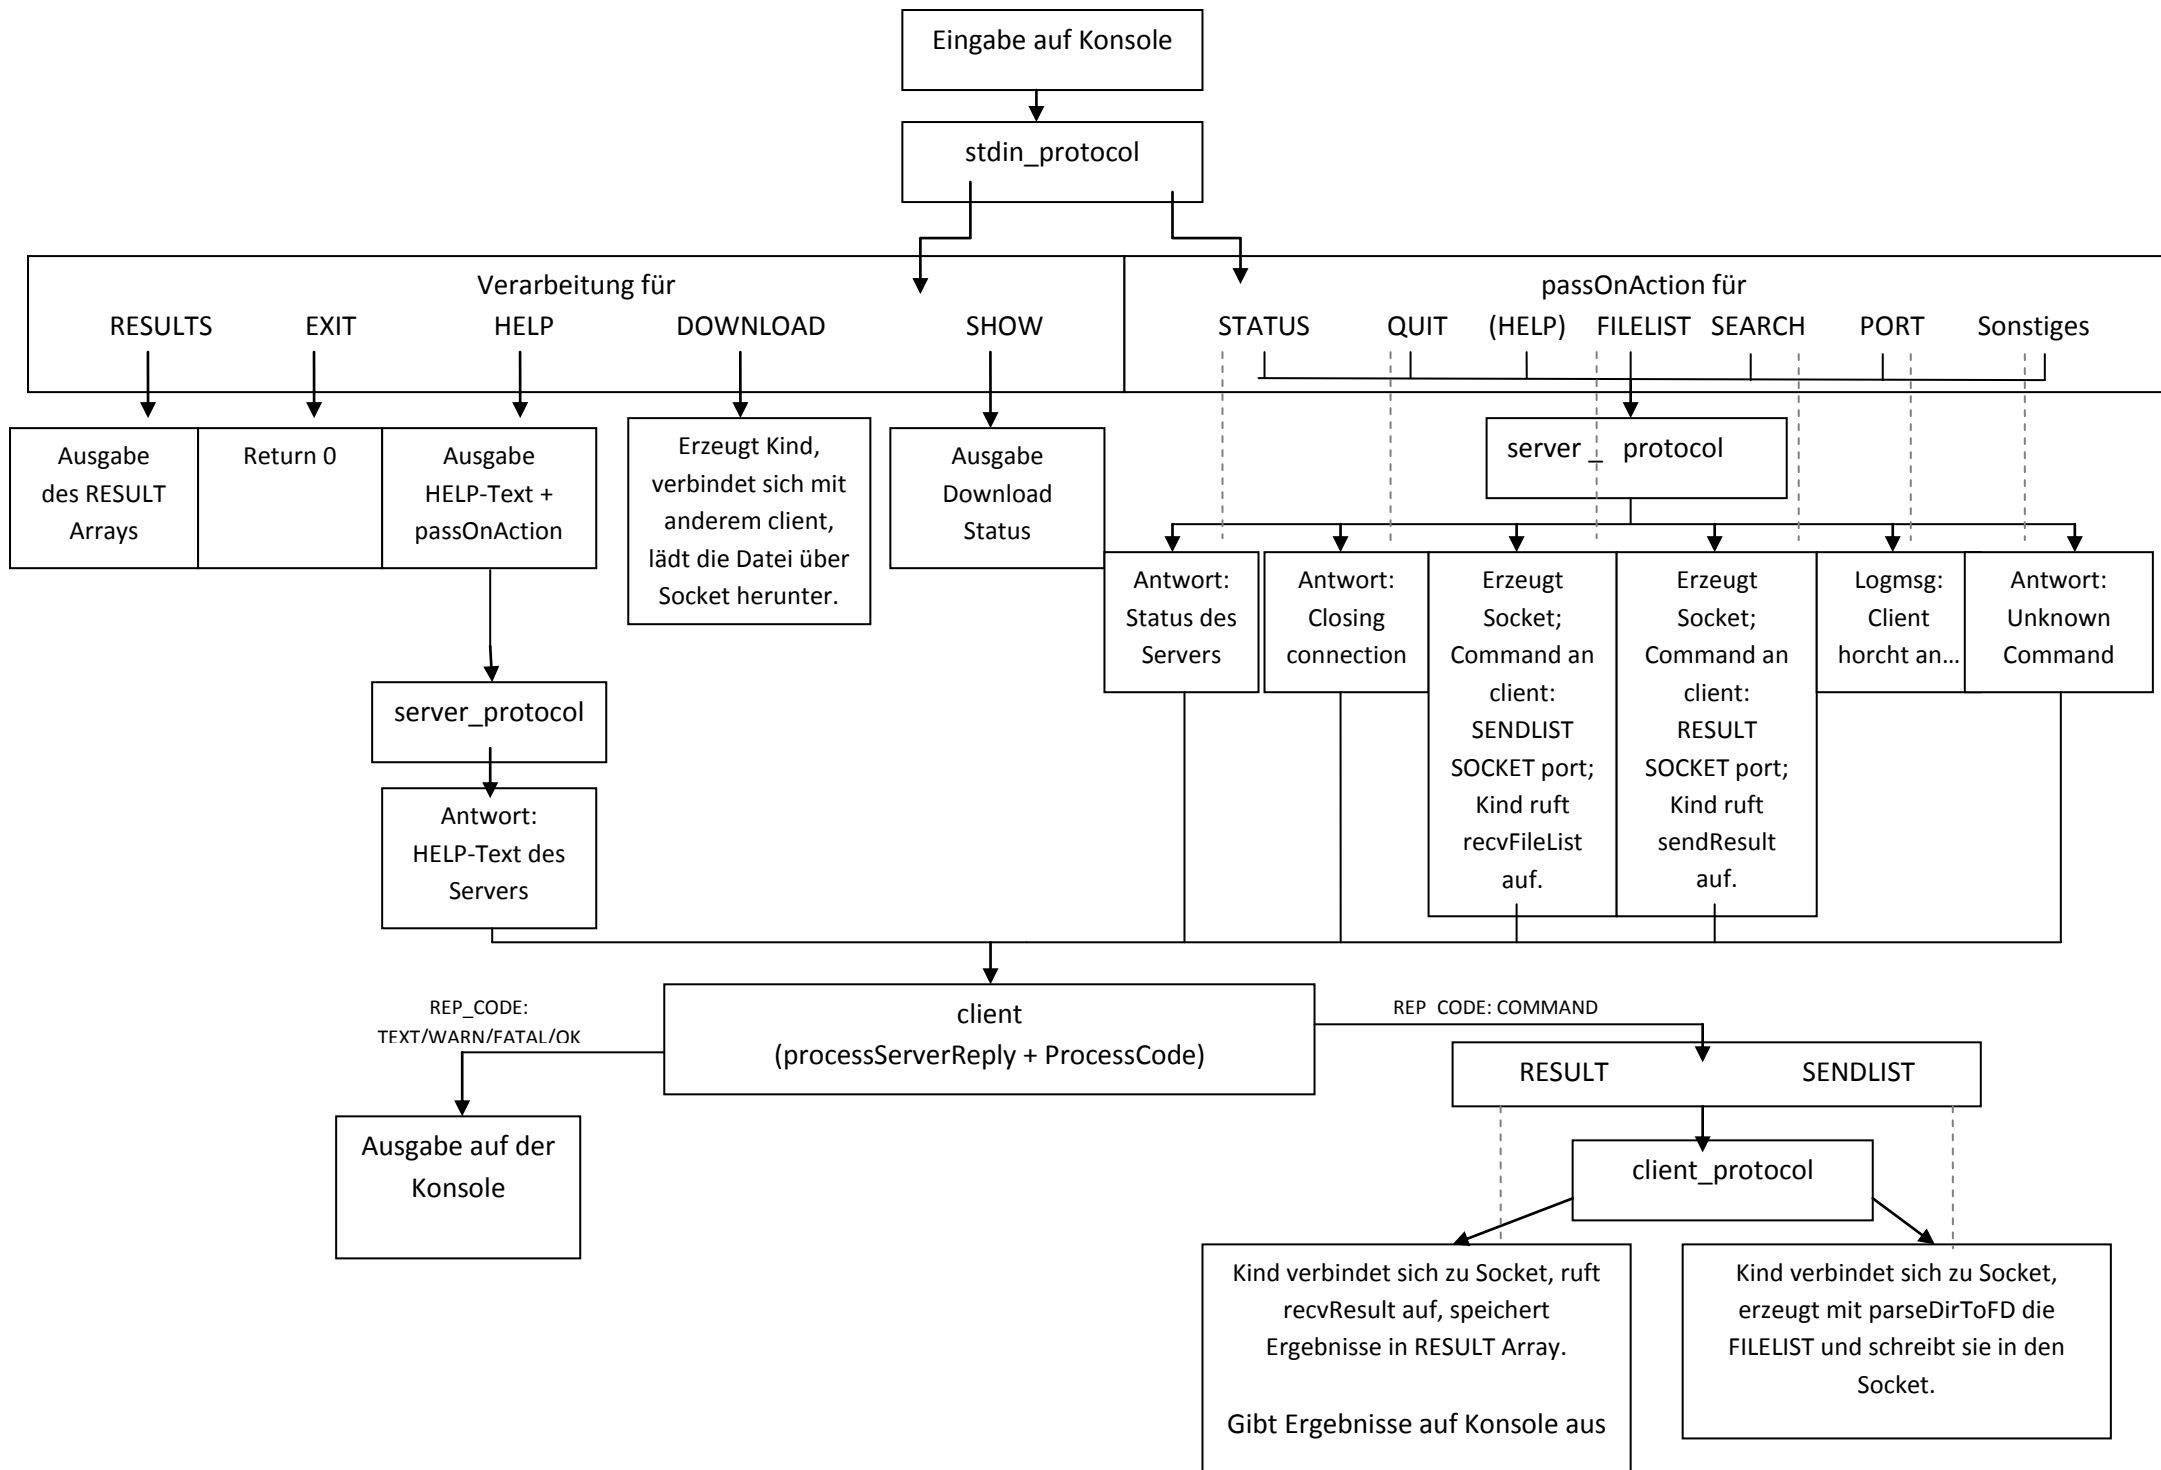 Eingabe auf Konsole
stdin_protocol
Verarbeitung für
RESULTS EXIT HELP DOWNLOAD SHOW
passOnAction für
STATUS QUIT (HELP) FILELIST SEARCH PORT Sonstiges
Ausgabe
des RESULT
Arrays
Return 0
Ausgabe
HELP-Text +
passOnAction
Erzeugt Kind,
verbindet sich mit
anderem client,
lädt die Datei über
Socket herunter.
Ausgabe
Download
Status
server _ protocol
Antwort:
Status des
Servers
Antwort:
Closing
connection
Erzeugt
Socket;
Command an
client:
SENDLIST
SOCKET port;
Kind ruft
recvFileList
auf.
Erzeugt
Socket;
Command an
client:
RESULT
SOCKET port;
Kind ruft
sendResult
auf.
Logmsg:
Client
horcht an…
Antwort:
Unknown
Command
server_protocol
Antwort:
HELP-Text des
Servers
REP_CODE:
TEXT/WARN/FATAL/OK
client
(processServerReply + ProcessCode)
REP_CODE: COMMAND
RESULT SENDLIST
Ausgabe auf der
Konsole
client_protocol
Kind verbindet sich zu Socket, ruft
recvResult auf, speichert
Ergebnisse in RESULT Array.
Gibt Ergebnisse auf Konsole aus
Kind verbindet sich zu Socket,
erzeugt mit parseDirToFD die
FILELIST und schreibt sie in den
Socket.